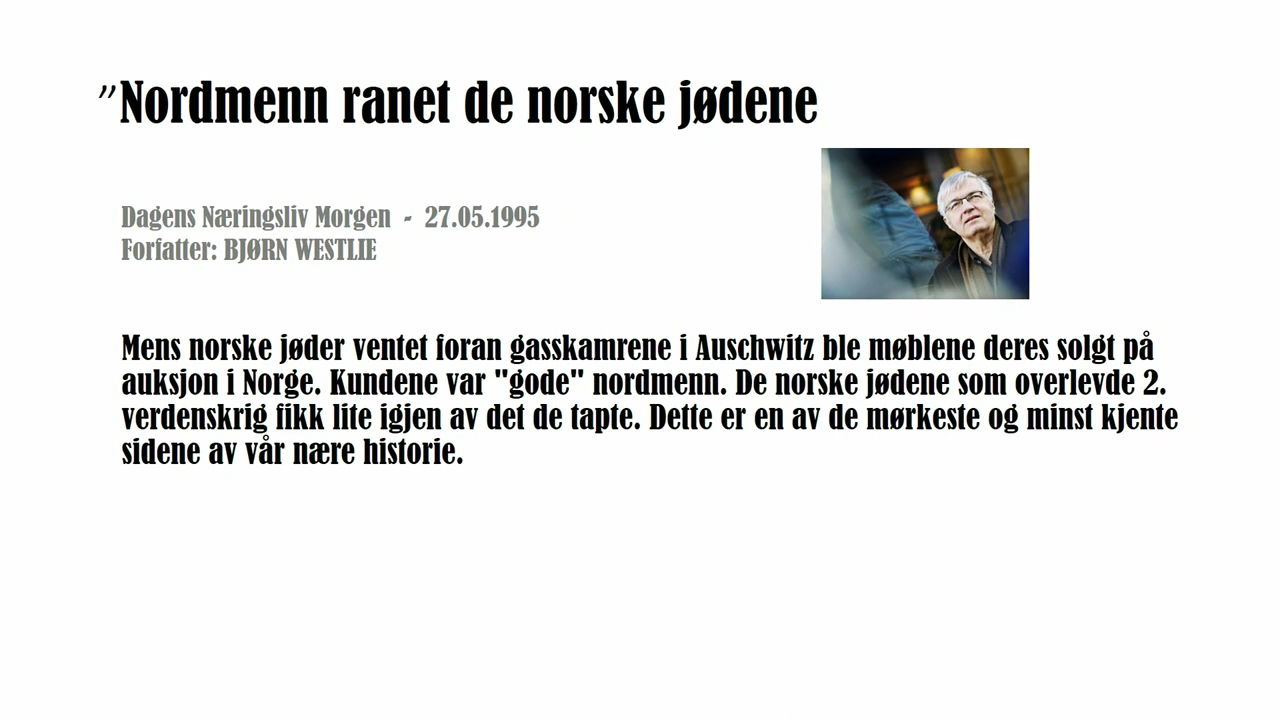 ”Nordmenn ranet de norske jødene
Dagens Næringsliv Morgen - 27.05.1995
Forfatter: BJØRN WESTLIE
Mens norske jøder ventet foran gasskamrene i Auschwitz ble møblene deres solgt på
auksjon i Norge. Kundene var "gode" nordmenn. De norske jødene som overlevde 2.
verdenskrig fikk lite igjen av det de tapte. Dette er en av de mørkeste og minst kjente
sidene av vår nære historie.